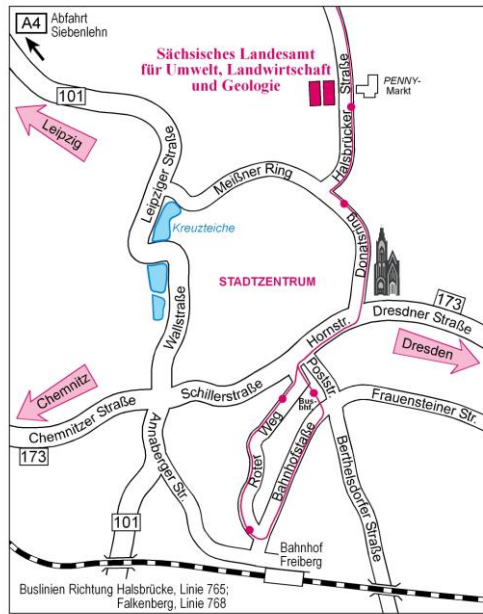 A4
Abfahrt
Siebenlehn
Sächsisches Landesamt
für Umwelt, Landwirtschaft
und Geologie
PENNY-
Markt
Halsbrücker Straße
101
Leipzig
Leipziger Straße
Meißner Ring
Kreuzteiche
Donatsring
STADTZENTRUM
Wallstraße
173
Dresdner Straße
Dresden
Hornstr.
Poststr.
Chemnitz
Schillerstraße
Chemnitzer Straße
173
Frauensteiner Str.
Bus-
bhf.
Roter Weg
Bahnhofstaße
Annaberger Str.
Berthelsdorfer Straße
101
Bahnhof
Freiberg
Buslinien Richtung Halsbrücke, Linie 765;
Falkenberg, Linie 768